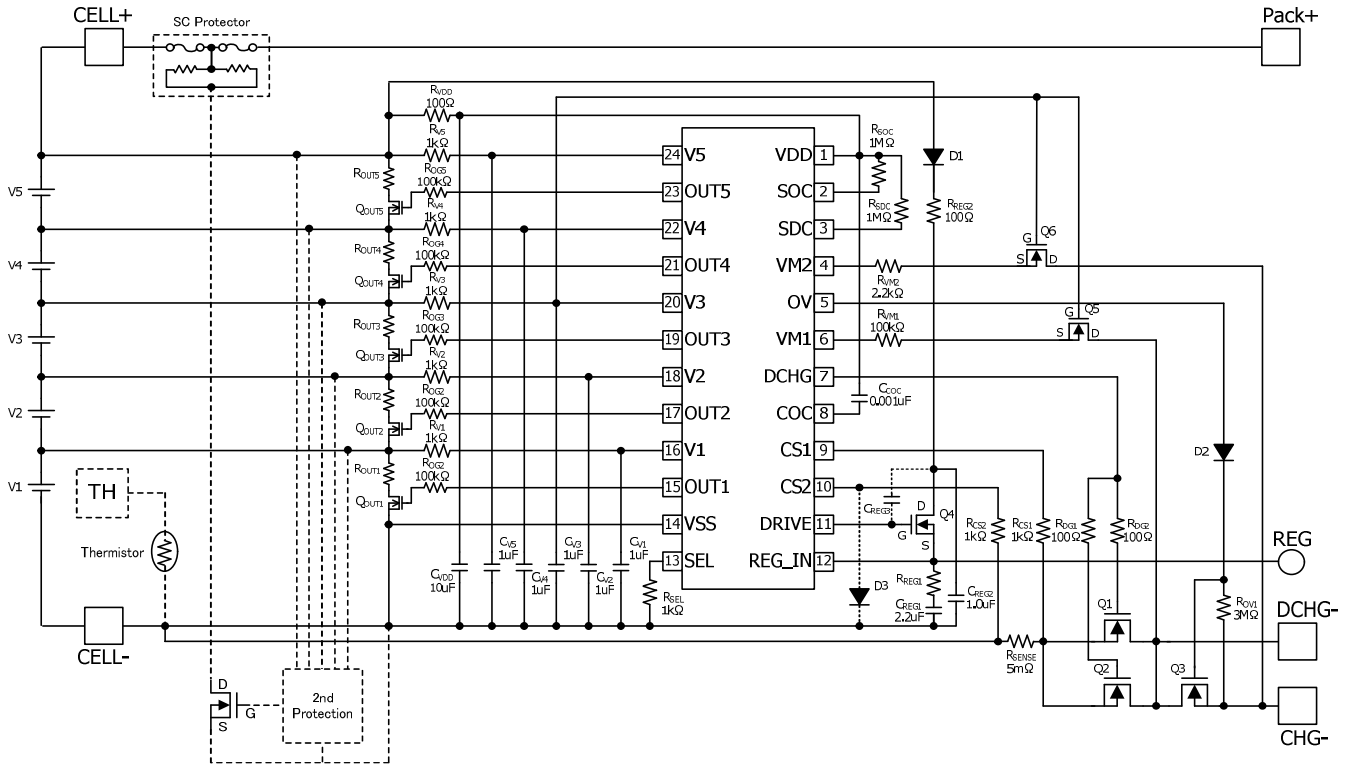 CELL+
SC Protector
Pack+
RVDD
100Ω
RV5
1kΩ
ROG5
100kΩ
RV4
1kΩ
ROG4
100kΩ
RV3
1kΩ
ROG3
100kΩ
RV2
1kΩ
ROG2
100kΩ
RV1
1kΩ
ROG2
100kΩ
ROUT5
QOUT5
ROUT4
QOUT4
ROUT3
QOUT3
ROUT2
QOUT2
ROUT1
QOUT1
V5
V4
V3
V2
V1
24 V5
23 OUT5
22 V4
21 OUT4
20 V3
19 OUT3
18 V2
17 OUT2
16 V1
15 OUT1
14 VSS
13 SEL
VDD 1
SOC 2
SDC 3
VM2 4
OV 5
VM1 6
DCHG 7
COC 8
CS1 9
CS2 10
DRIVE 11
REG_IN 12
RSOC
1MΩ
RSDC
1MΩ
D1
RREG2
100Ω
Q6
G
S
D
RVM2
2.2kΩ
Q5
G
S
D
RVM1
100kΩ
CCOC
0.001uF
D2
CREG3
D
Q4
G
S
RCS2
1kΩ
RCS1
1kΩ
RDG1
100Ω
RDG2
100Ω
REG
TH
Thermistor
CVDD
10uF
CV5
1uF
CV4
1uF
CV3
1uF
CV2
1uF
CV1
1uF
RSEL
1kΩ
D3
RREG1
CREG1
2.2uF
CREG2
1.0uF
ROV1
3MΩ
Q1
DCHG-
RSENSE
5mΩ
Q2
Q3
CHG-
CELL-
D
G
S
2nd
Protection